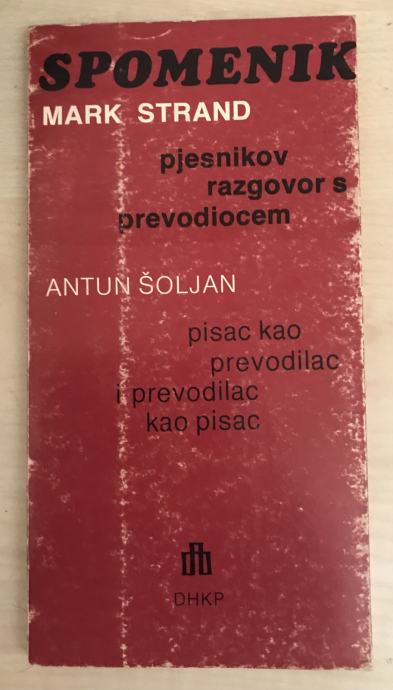 SPOMENIK
MARK STRAND
pjesnikov
razgovor s
prevodiocem
ANTUN ŠOLJAN
pisac kao
prevodilac
i prevodilac
kao pisac
DHKP